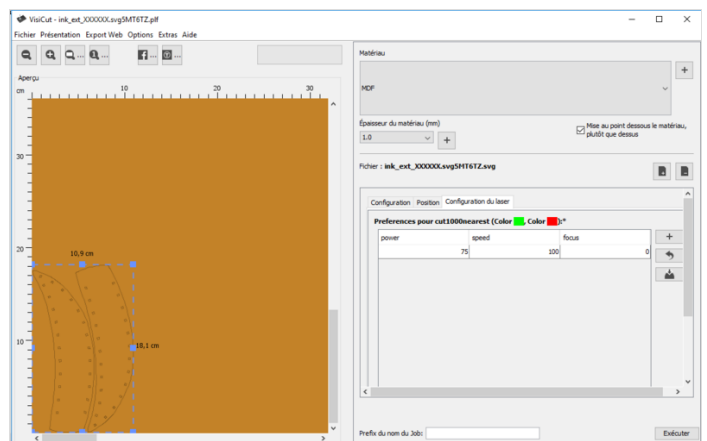 VisiCut - ink_ext_XXXXXX.svg5MT6TZ.plf
Fichier Présentation Export Web Options Extras Aide
... ... ... ...
Aperçu
cm 10 20 30
30
20
10
10,9 cm
18,1 cm
Matériau
MDF
Épaisseur du matériau (mm)
1.0
Mise au point dessous le matériau,
plutôt que dessus
Fichier : ink_ext_XXXXXX.svg5MT6TZ.svg
Configuration Position Configuration du laser
Preferences pour cut1000nearest (Color , Color ):*
power speed focus
75 100 0
Prefix du nom du Job:
Exécuter